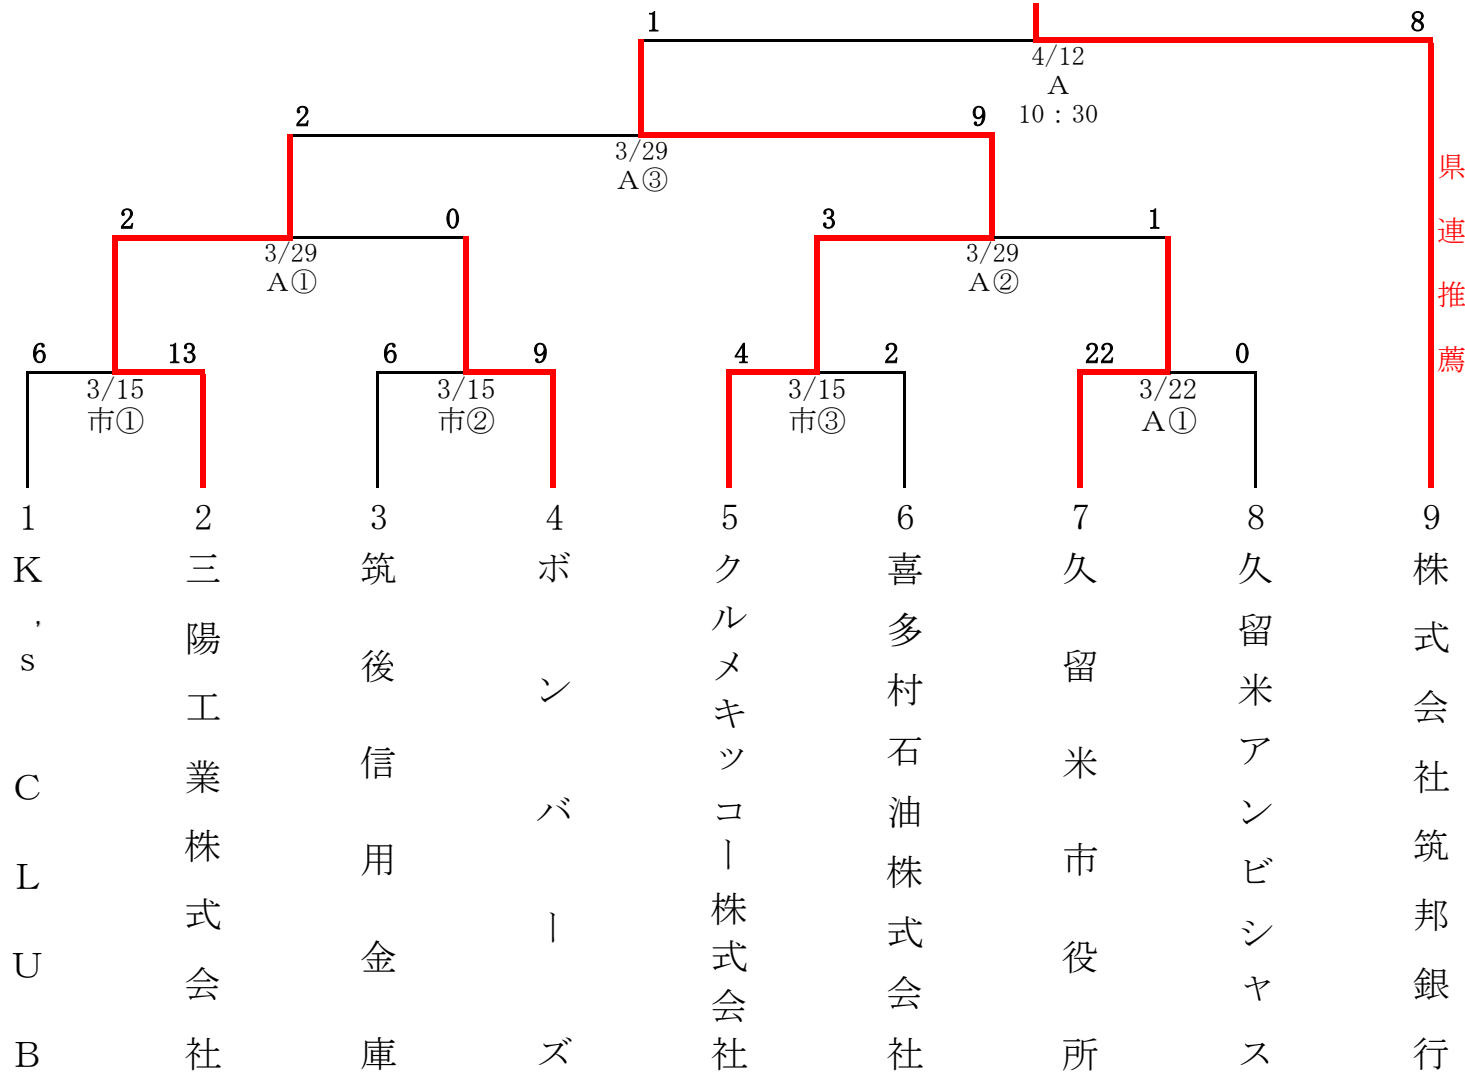 1 8
4/12
A
10：30
2 9
3/29
A③
県連推薦
2 0 3 1
3/29 3/29
A① A②
6 13 6 9 4 2 22 0
3/15 3/15 3/15 3/22
市① 市② 市③ A①
1 2 3 4 5 6 7 8 9
K's CLUB
三陽工業株式会社
筑後信用金庫
ボンバーズ
クルメキッコー株式会社
喜多村石油株式会社
久留米市役所
久留米アンビシャス
株式会社筑邦銀行